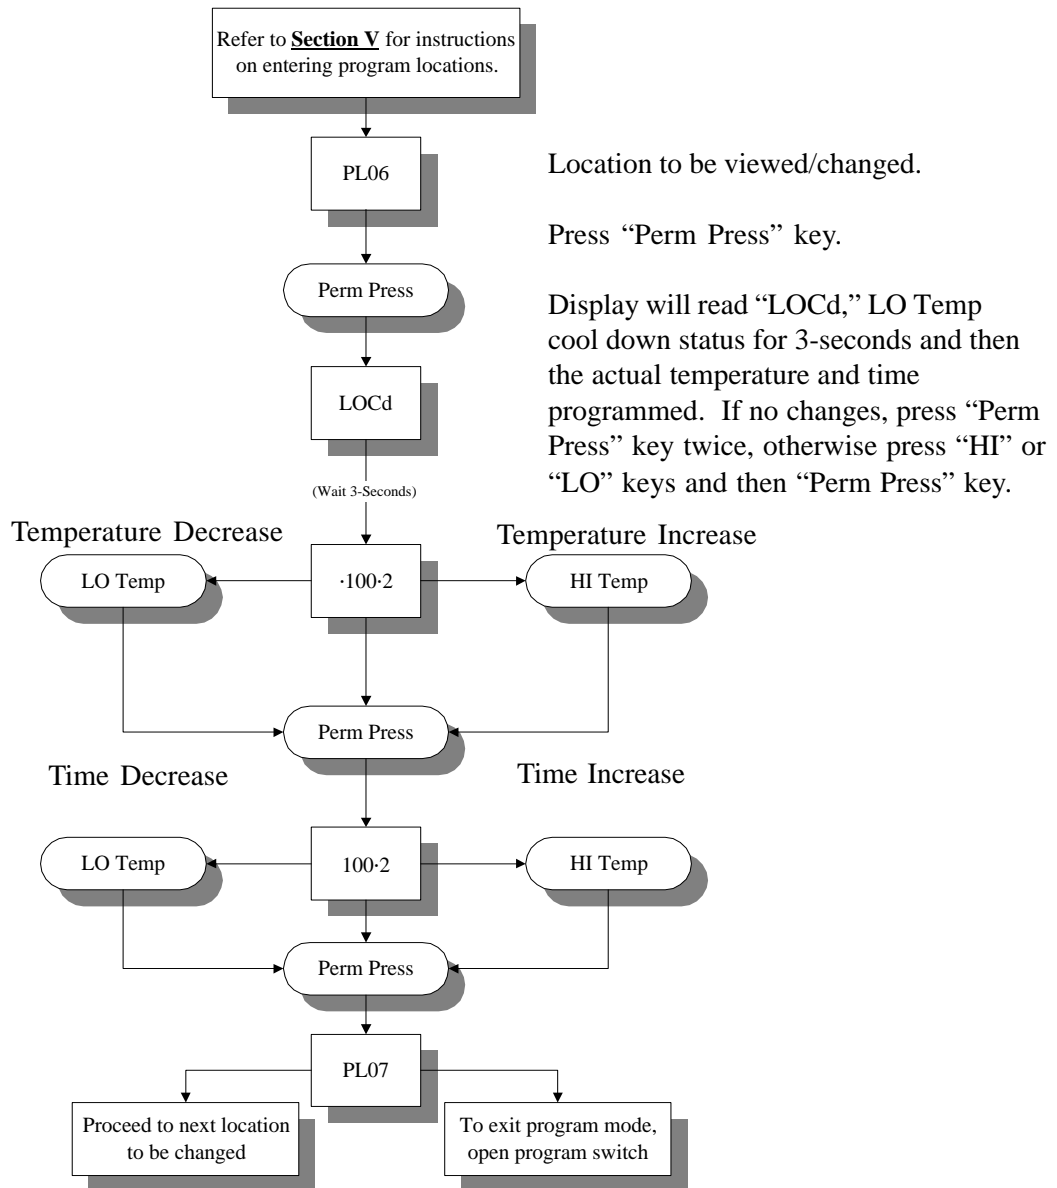 Refer to Section V for instructions
on entering program locations.
PL06
Location to be viewed/changed.
Press “Perm Press” key.
Perm Press
Display will read “LOCd,” LO Temp
cool down status for 3-seconds and then
the actual temperature and time
programmed. If no changes, press “Perm
Press” key twice, otherwise press “HI” or
“LO” keys and then “Perm Press” key.
LOCd
(Wait 3-Seconds)
Temperature Decrease
Temperature Increase
LO Temp
·100·2
HI Temp
Perm Press
Time Decrease
Time Increase
LO Temp
100·2
HI Temp
Perm Press
PL07
Proceed to next location
to be changed
To exit program mode,
open program switch